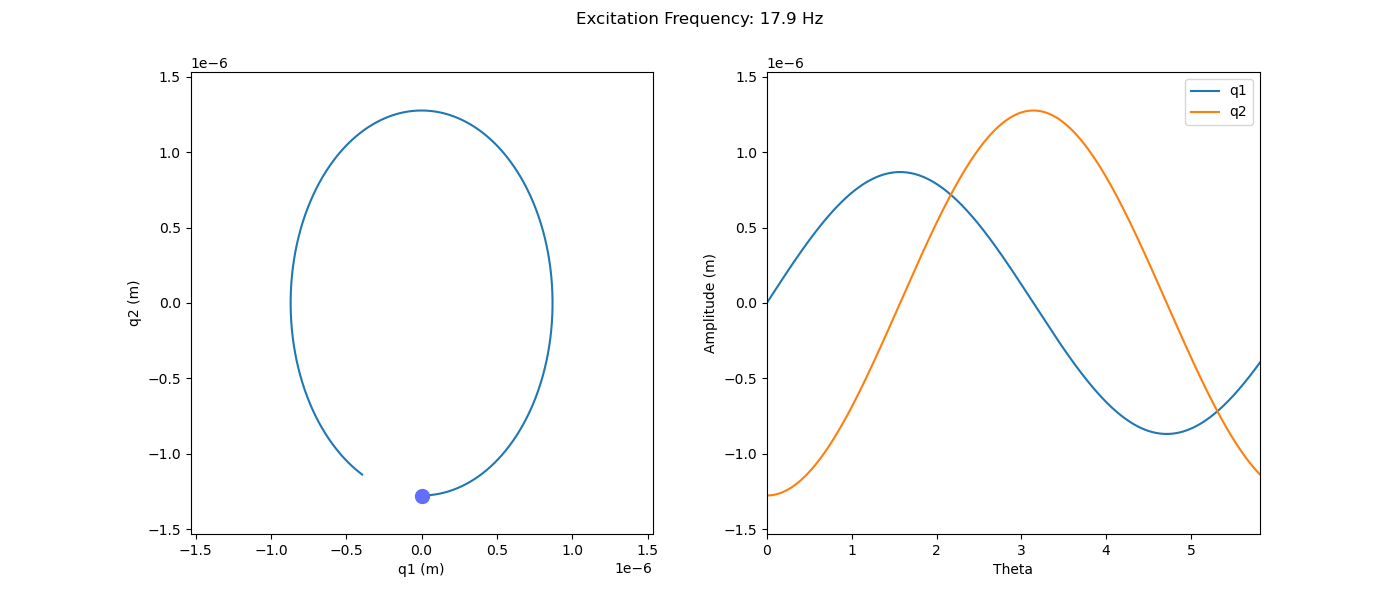 Excitation Frequency: 17.9 Hz
1e−6
1.5
1.0
0.5
0.0
−0.5
−1.0
−1.5
q2 (m)
−1.5 −1.0 −0.5 0.0 0.5 1.0 1.5
q1 (m)
1e−6
1e−6
1.5
1.0
0.5
0.0
−0.5
−1.0
−1.5
Amplitude (m)
q1
q2
0 1 2 3 4 5
Theta